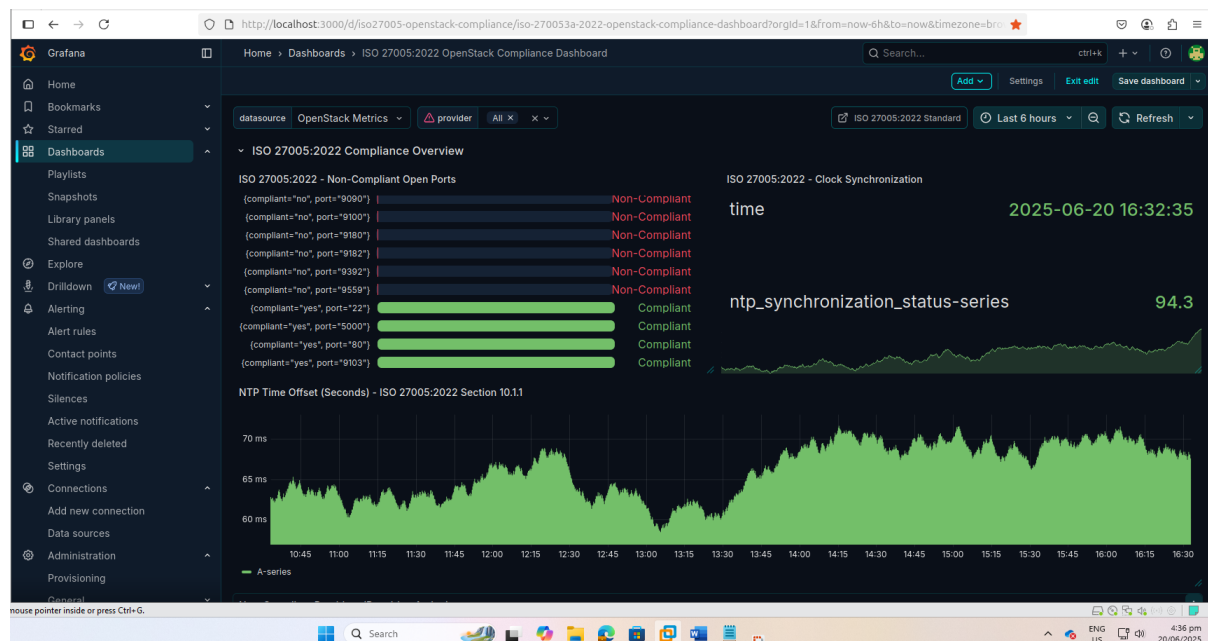 http://localhost:3000/d/iso27005-openstack-compliance/iso-270053a-2022-openstack-compliance-dashboard?orgId=1&from=now-6h&to=now&timezone=bro
Grafana
Home › Dashboards › ISO 27005:2022 OpenStack Compliance Dashboard
Search...
ctrl+k
Home
Bookmarks
Starred
Dashboards
Playlists
Snapshots
Library panels
Shared dashboards
Explore
Drilldown New!
Alerting
Alert rules
Contact points
Notification policies
Silences
Active notifications
Recently deleted
Settings
Connections
Add new connection
Data sources
Administration
Provisioning
General
Add
Settings
Exit edit
Save dashboard
datasource OpenStack Metrics
provider All
ISO 27005:2022 Standard
Last 6 hours
Refresh
ISO 27005:2022 Compliance Overview
ISO 27005:2022 - Non-Compliant Open Ports
{compliant="no", port="9090"} Non-Compliant
{compliant="no", port="9100"} Non-Compliant
{compliant="no", port="9180"} Non-Compliant
{compliant="no", port="9182"} Non-Compliant
{compliant="no", port="9392"} Non-Compliant
{compliant="no", port="9559"} Non-Compliant
{compliant="yes", port="22"} Compliant
{compliant="yes", port="5000"} Compliant
{compliant="yes", port="80"} Compliant
{compliant="yes", port="9103"} Compliant
ISO 27005:2022 - Clock Synchronization
time 2025-06-20 16:32:35
ntp_synchronization_status-series 94.3
NTP Time Offset (Seconds) - ISO 27005:2022 Section 10.1.1
70 ms
65 ms
60 ms
10:45 11:00 11:15 11:30 11:45 12:00 12:15 12:30 12:45 13:00 13:15 13:30 13:45 14:00 14:15 14:30 14:45 15:00 15:15 15:30 15:45 16:00 16:15 16:30
A-series
mouse pointer inside or press Ctrl+G.
Search
ENG
US
4:36 pm
20/06/2025